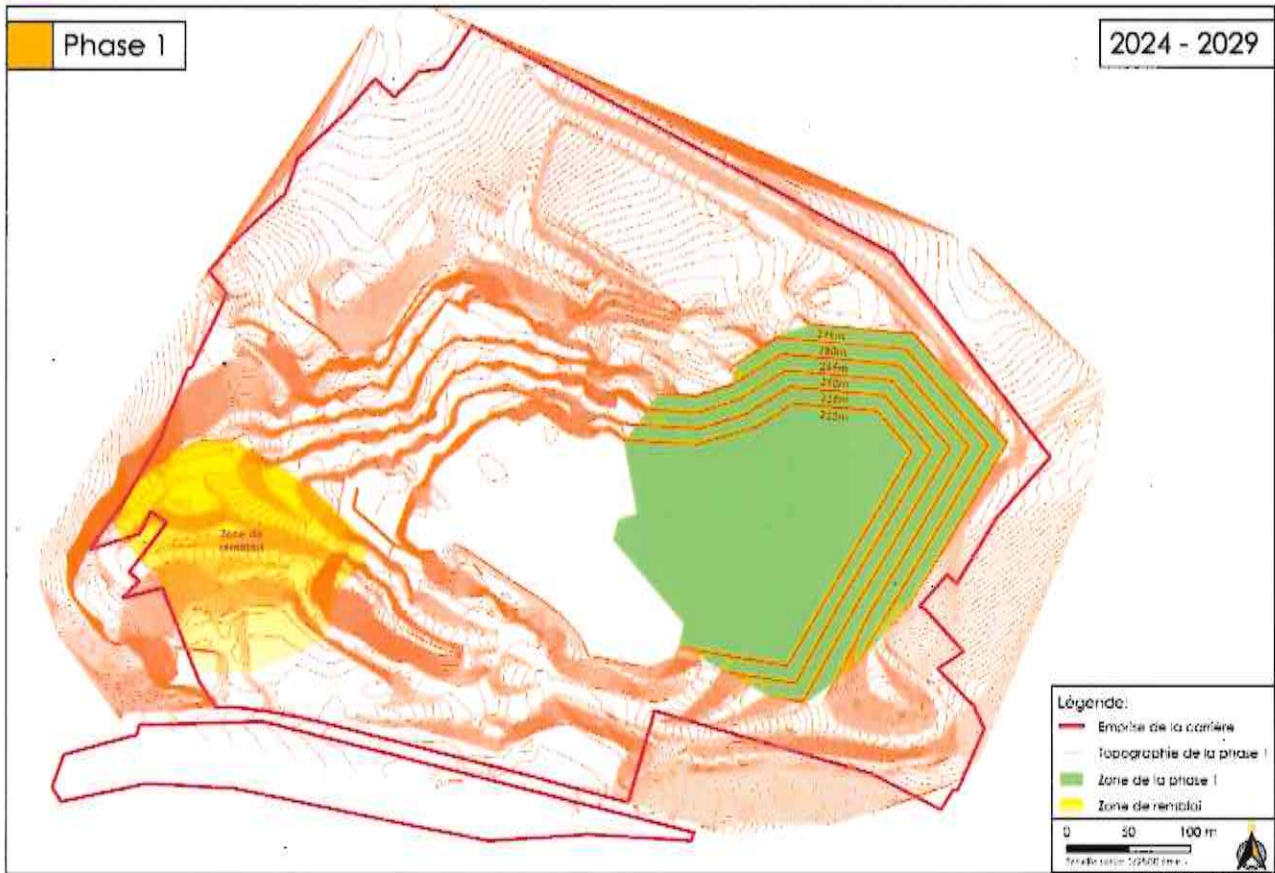 Phase 1
2024 - 2029
280m
Zone de
remblai
Légende:
Emprise de la carrière
Topographie de la phase 1
Zone de la phase 1
Zone de remblai
0 50 100 m